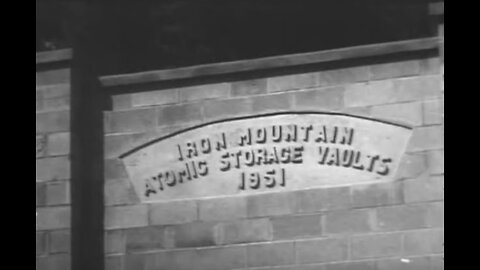 IRON MOUNTAIN
ATOMIC STORAGE VAULTS
1951